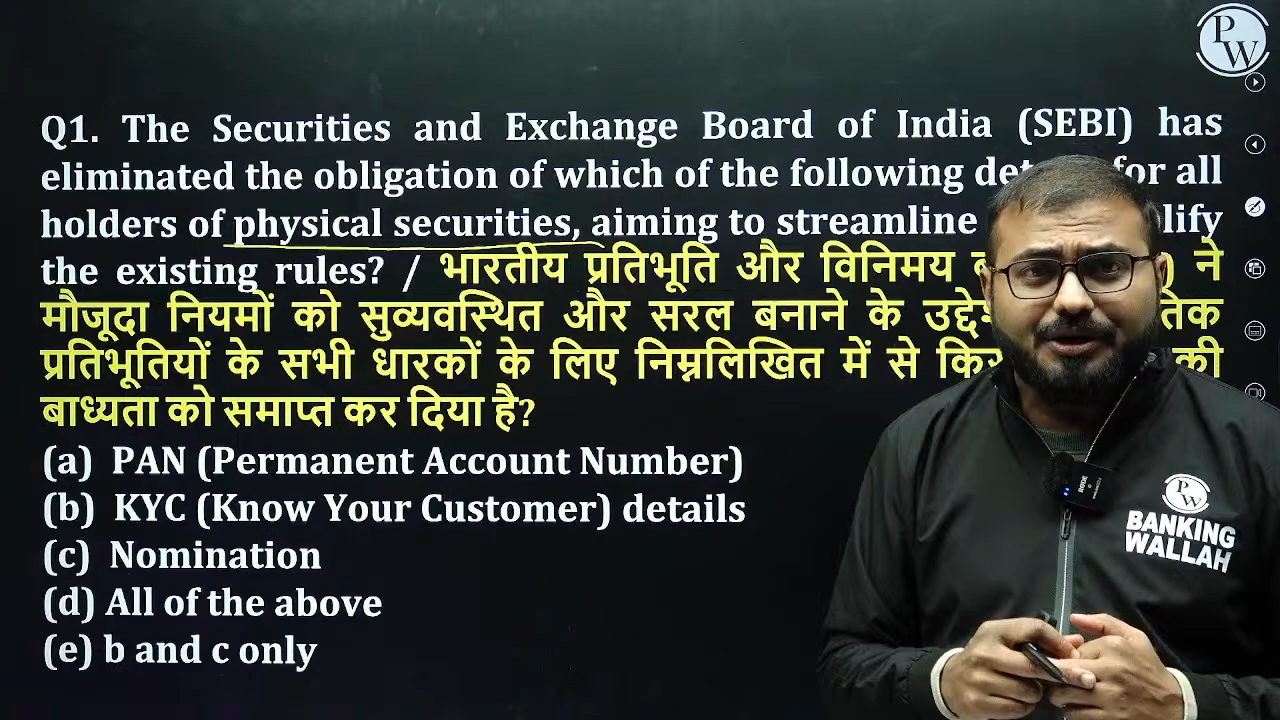 PW
Q1. The Securities and Exchange Board of India (SEBI) has
eliminated the obligation of which of the following for all
holders of physical securities, aiming to streamline
the existing rules? / भारतीय प्रतिभूति और विनिमय ने
मौजूदा नियमों को सुव्यवस्थित और सरल बनाने के
प्रतिभूतियों के सभी धारकों के लिए निम्नलिखित में से की
बाध्यता को समाप्त कर दिया है?
(a) PAN (Permanent Account Number)
(b) KYC (Know Your Customer) details
(c) Nomination
(d) All of the above
(e) b and c only
PW
BANKING
WALLAH